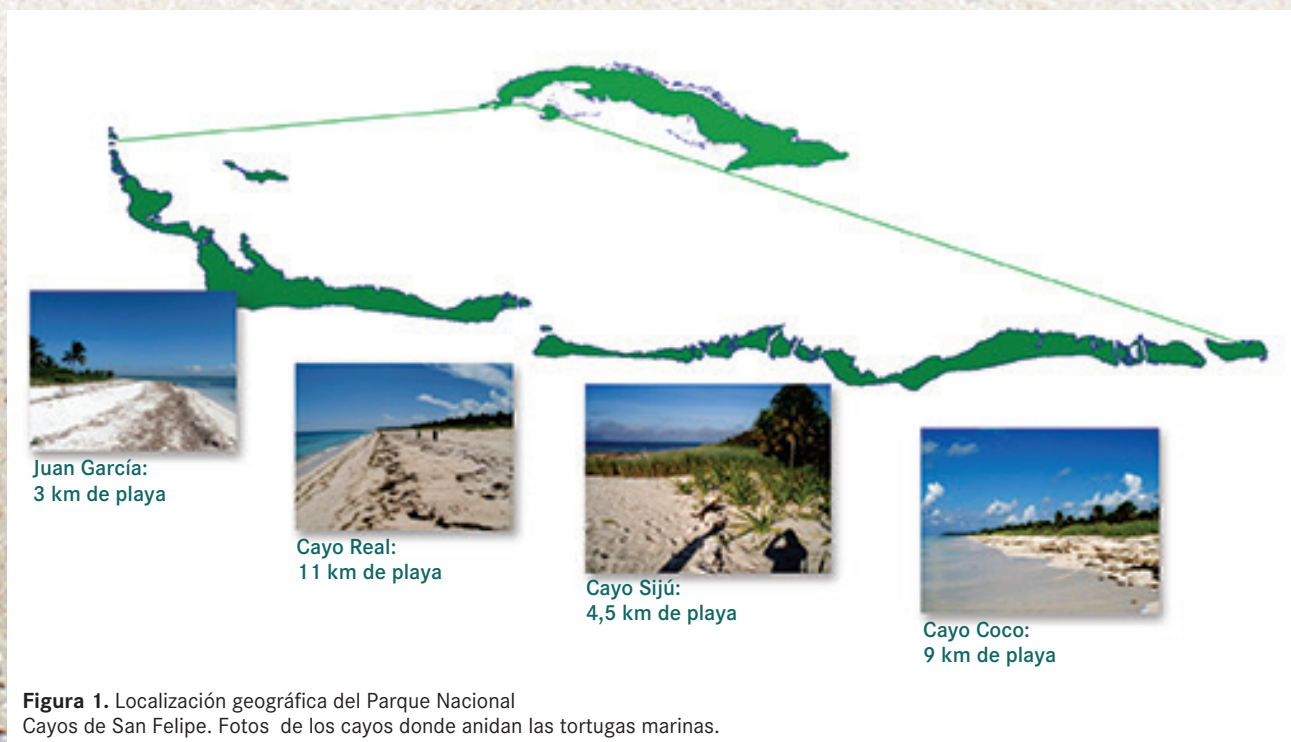 Juan García:
3 km de playa
Cayo Real:
11 km de playa
Cayo Sijú:
4,5 km de playa
Cayo Coco:
9 km de playa
Figura 1. Localización geográfica del Parque Nacional
Cayos de San Felipe. Fotos de los cayos donde anidan las tortugas marinas.